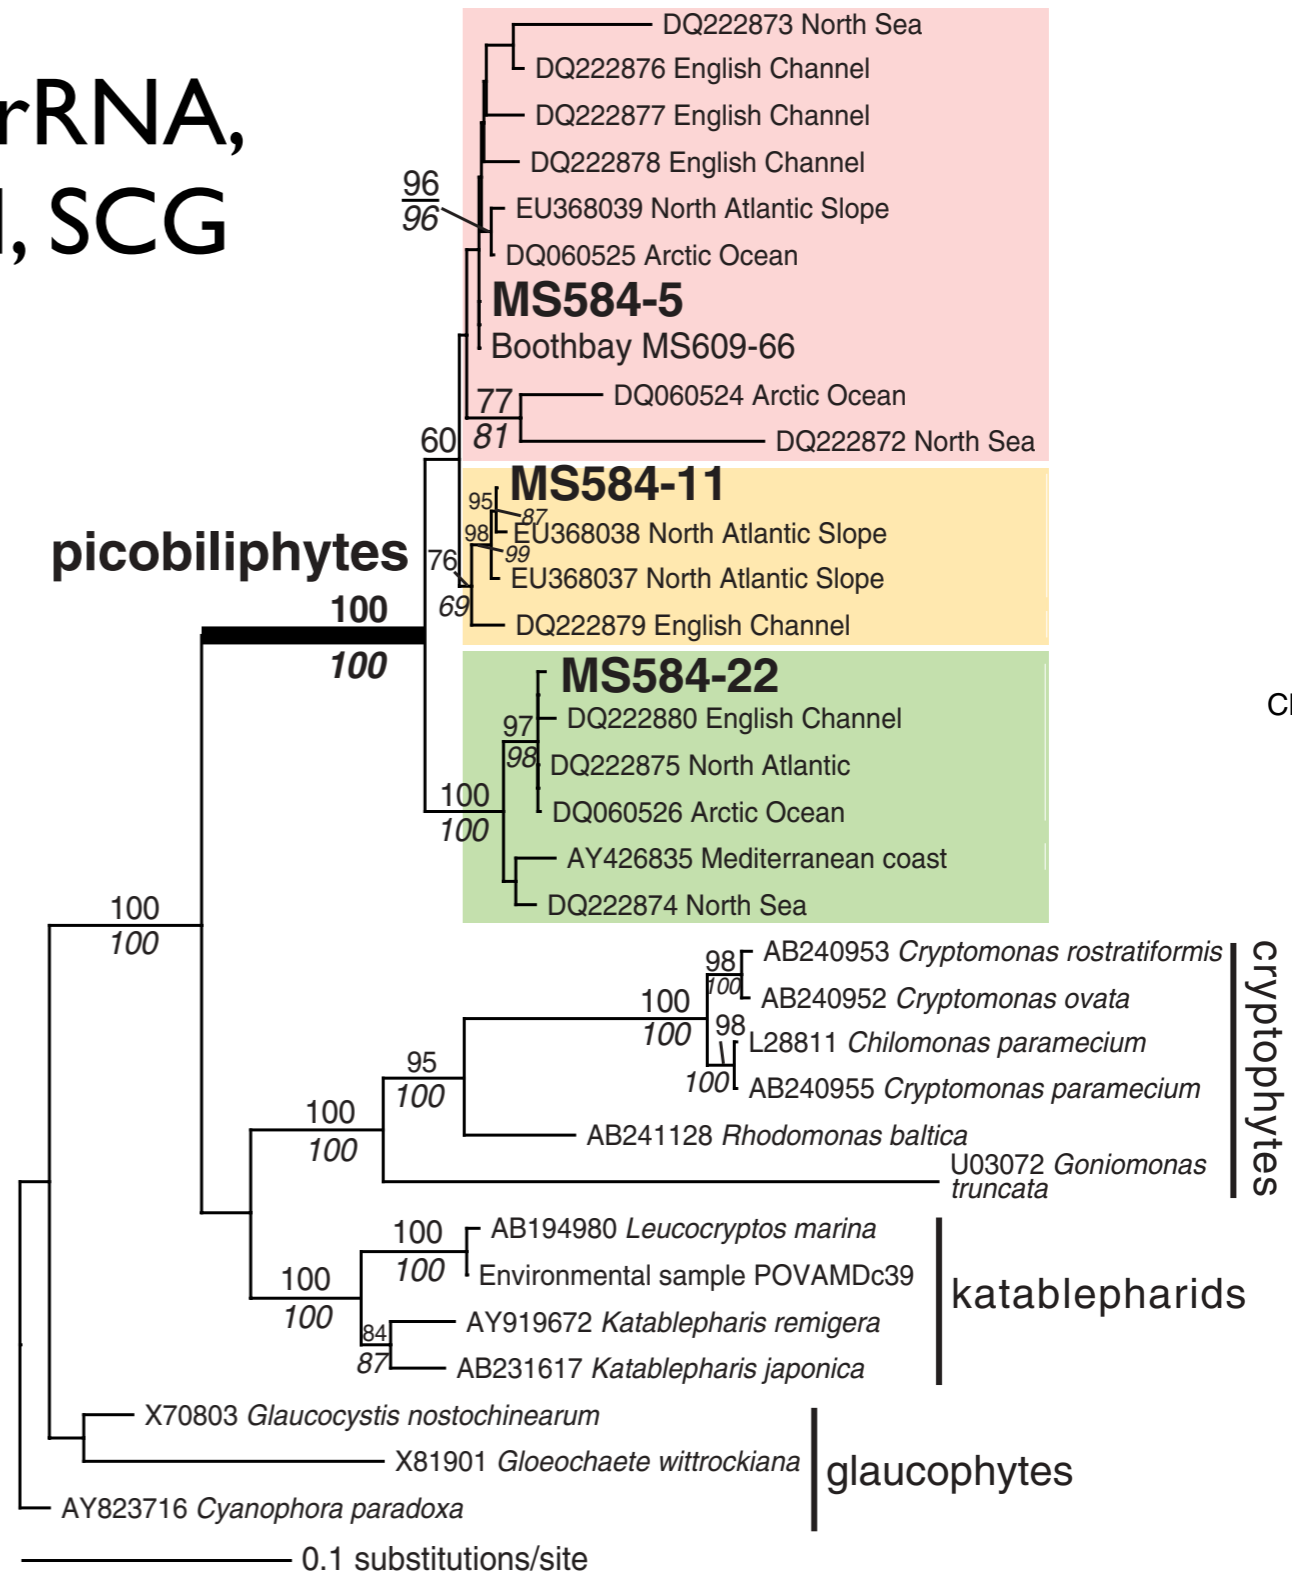 rRNA,
, SCG
DQ222873 North Sea
DQ222876 English Channel
DQ222877 English Channel
DQ222878 English Channel
96
96
EU368039 North Atlantic Slope
DQ060525 Arctic Ocean
MS584-5
Boothbay MS609-66
77
81
DQ060524 Arctic Ocean
DQ222872 North Sea
60
MS584-11
95
87
EU368038 North Atlantic Slope
98
99
EU368037 North Atlantic Slope
76
69
DQ222879 English Channel
picobiliphytes
100
100
MS584-22
97
98
DQ222880 English Channel
DQ222875 North Atlantic
DQ060526 Arctic Ocean
100
100
AY426835 Mediterranean coast
DQ222874 North Sea
100
100
98
100
AB240953 Cryptomonas rostratiformis
AB240952 Cryptomonas ovata
100
100
98
100
L28811 Chilomonas paramecium
AB240955 Cryptomonas paramecium
95
100
AB241128 Rhodomonas baltica
100
100
U03072 Goniomonas
truncata
cryptophytes
100
100
AB194980 Leucocryptos marina
Environmental sample POVAMDc39
100
100
84
87
AY919672 Katablepharis remigera
AB231617 Katablepharis japonica
katablepharids
X70803 Glaucocystis nostochinearum
X81901 Gloeochaete wittrockiana
AY823716 Cyanophora paradoxa
glaucophytes
0.1 substitutions/site